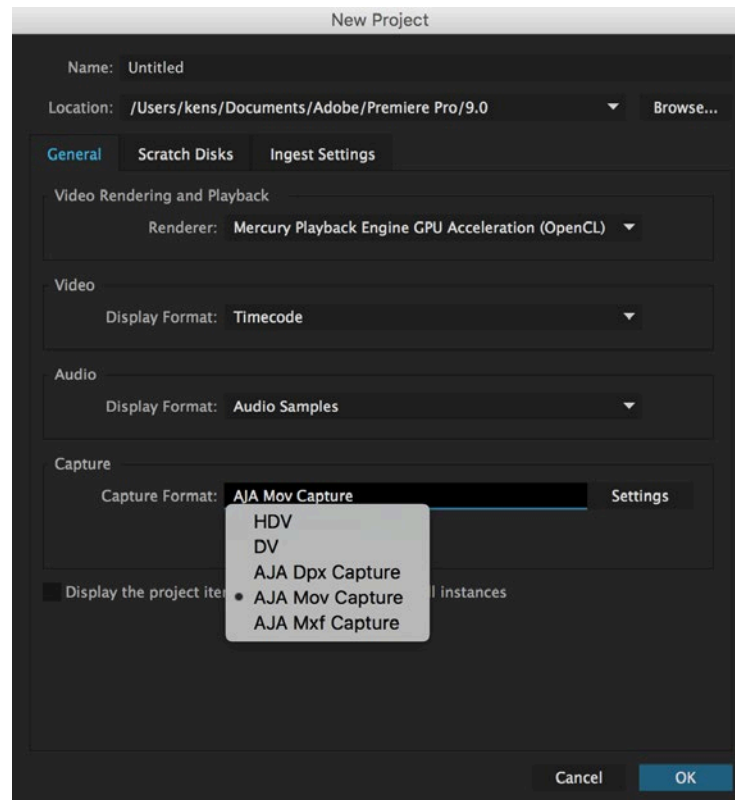 New Project
Name: Untitled
Location: /Users/kens/Documents/Adobe/Premiere Pro/9.0 Browse...
General Scratch Disks Ingest Settings
Video Rendering and Playback
Renderer: Mercury Playback Engine GPU Acceleration (OpenCL)
Video
Display Format: Timecode
Audio
Display Format: Audio Samples
Capture
Capture Format: AJA Mov Capture Settings
HDV
DV
AJA Dpx Capture
Display the project AJA Mov Capture instances
AJA Mxf Capture
Cancel OK